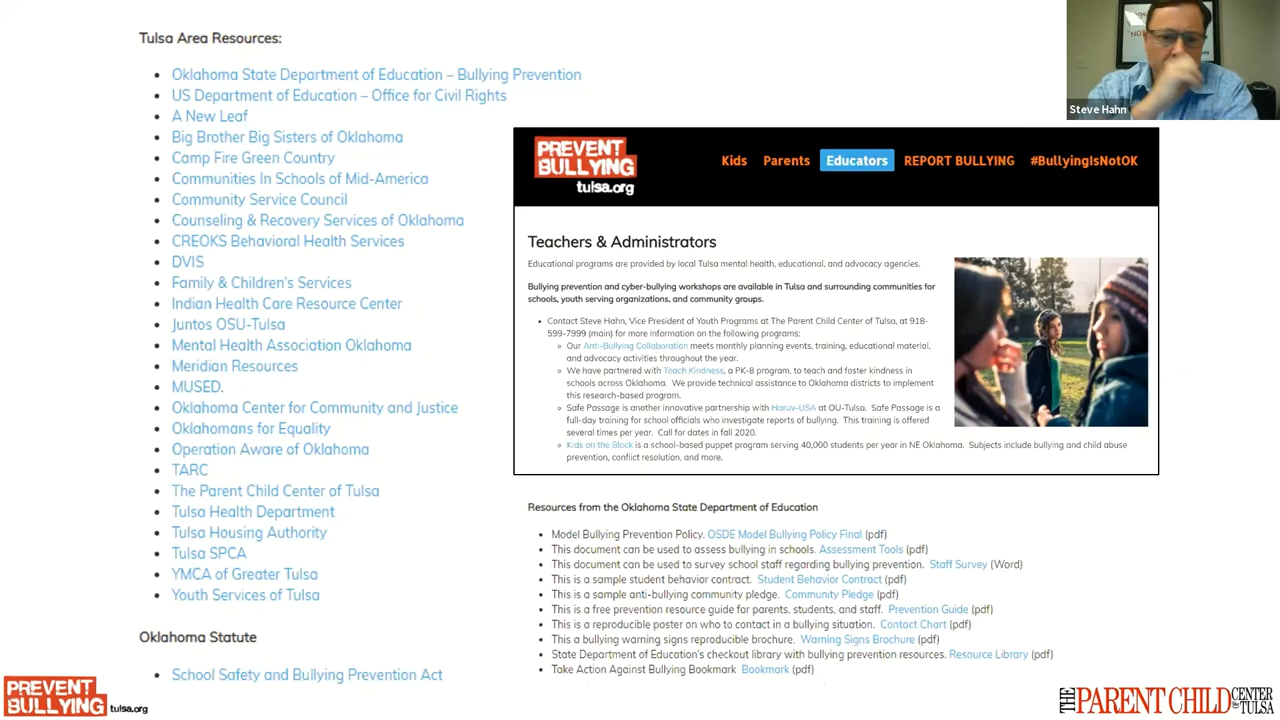 Tulsa Area Resources:
Oklahoma State Department of Education – Bullying Prevention
US Department of Education – Office for Civil Rights
A New Leaf
Big Brother Big Sisters of Oklahoma
Camp Fire Green Country
Communities In Schools of Mid-America
Community Service Council
Counseling & Recovery Services of Oklahoma
CREOKS Behavioral Health Services
DVIS
Family & Children's Services
Indian Health Care Resource Center
Juntos OSU-Tulsa
Mental Health Association Oklahoma
Meridian Resources
MUSED.
Oklahoma Center for Community and Justice
Oklahomans for Equality
Operation Aware of Oklahoma
TARC
The Parent Child Center of Tulsa
Tulsa Health Department
Tulsa Housing Authority
Tulsa SPCA
YMCA of Greater Tulsa
Youth Services of Tulsa
Oklahoma Statute
School Safety and Bullying Prevention Act
PREVENT
BULLYING
tulsa.org
Steve Hahn
PREVENT
BULLYING
tulsa.org
Kids Parents Educators REPORT BULLYING #BullyingIsNotOK
Teachers & Administrators
Educational programs are provided by local Tulsa mental health, educational, and advocacy agencies.
Bullying prevention and cyber-bullying workshops are available in Tulsa and surrounding communities for
schools, youth serving organizations, and community groups.
Contact Steve Hahn, Vice President of Youth Programs at The Parent Child Center of Tulsa, at 918-
599-7999 (main) for more information on the following programs:
Our Anti-Bullying Collaboration meets monthly planning events, training, educational material,
and advocacy activities throughout the year.
We have partnered with Teach Kindness, a PK-8 program, to teach and foster kindness in
schools across Oklahoma. We provide technical assistance to Oklahoma districts to implement
this research-based program.
Safe Passage is another innovative partnership with Haruv-USA at OU-Tulsa. Safe Passage is a
full-day training for school officials who investigate reports of bullying. This training is offered
several times per year. Call for dates in fall 2020.
Kids on the Block is a school-based puppet program serving 40,000 students per year in NE Oklahoma. Subjects include bullying and child abuse
prevention, conflict resolution, and more.
Resources from the Oklahoma State Department of Education
Model Bullying Prevention Policy. OSDE Model Bullying Policy Final (pdf)
This document can be used to assess bullying in schools. Assessment Tools (pdf)
This document can be used to survey school staff regarding bullying prevention. Staff Survey (Word)
This is a sample student behavior contract. Student Behavior Contract (pdf)
This is a sample anti-bullying community pledge. Community Pledge (pdf)
This is a free prevention resource guide for parents, students, and staff. Prevention Guide (pdf)
This is a reproducible poster on who to contact in a bullying situation. Contact Chart (pdf)
This a bullying warning signs reproducible brochure. Warning Signs Brochure (pdf)
State Department of Education's checkout library with bullying prevention resources. Resource Library (pdf)
Take Action Against Bullying Bookmark Bookmark (pdf)
THE PARENT CHILD CENTER of TULSA